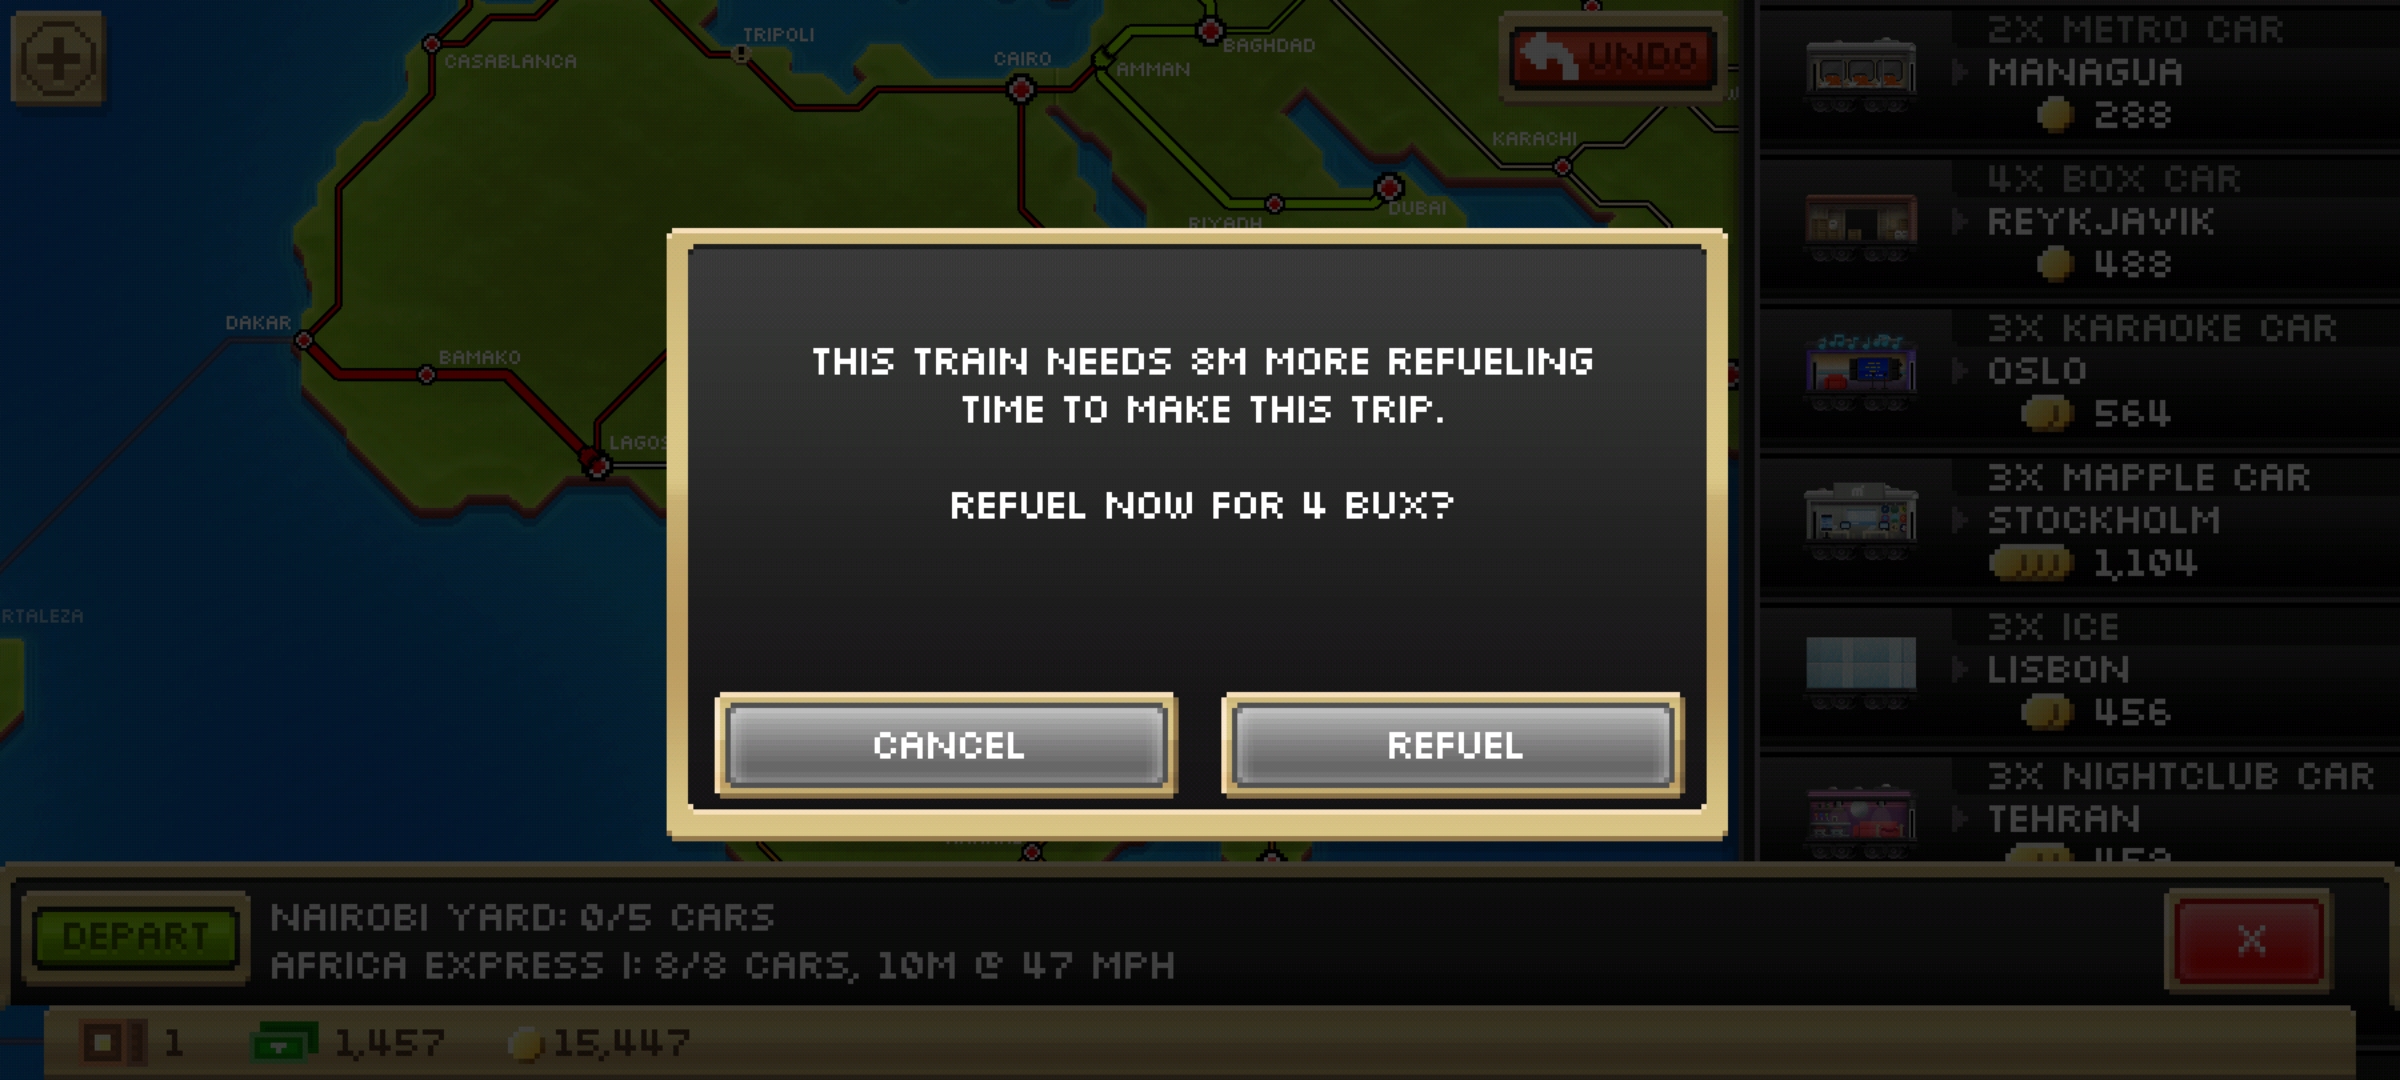 TRIPOLI
CASABLANCA
CAIRO
AMMAN
BAGHDAD
UNDO
KARACHI
RIYADH
DUBAI
DAKAR
BAMAKO
LAGOS
RTALEZA
2X METRO CAR
MANAGUA
288
4X BOX CAR
REYKJAVIK
488
3X KARAOKE CAR
OSLO
564
3X MAPPLE CAR
STOCKHOLM
1,104
3X ICE
LISBON
456
3X NIGHTCLUB CAR
TEHRAN
THIS TRAIN NEEDS 8M MORE REFUELING
TIME TO MAKE THIS TRIP.
REFUEL NOW FOR 4 BUX?
CANCEL
REFUEL
DEPART
NAIROBI YARD: 0/5 CARS
AFRICA EXPRESS I: 8/8 CARS, 10M @ 47 MPH
X
1
1,457
15,447